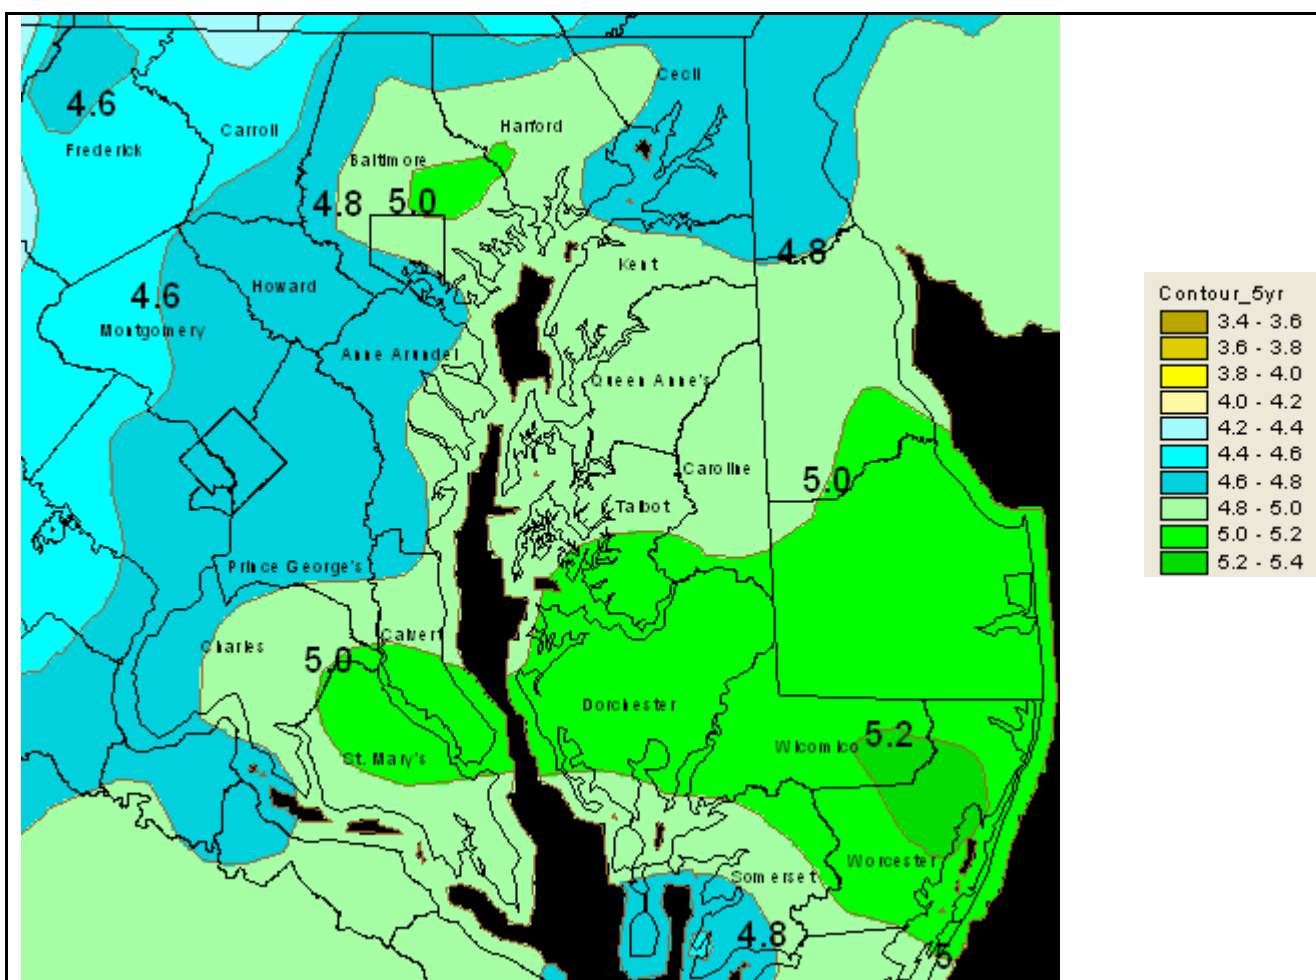 Cecil
4.6
Harford
Carroll
Frederick
Baltimore
4.8
5.0
4.8
Kent
Howard
4.6
Montgomery
Anne Arundel
Queen Anne's
Caroline
5.0
Talbot
Prince George's
Calvert
Charles
5.0
Dorchester
Wicomico
5.2
St. Mary's
Worcester
Somerset
4.8
5
Contour_5yr
3.4 - 3.6
3.6 - 3.8
3.8 - 4.0
4.0 - 4.2
4.2 - 4.4
4.4 - 4.6
4.6 - 4.8
4.8 - 5.0
5.0 - 5.2
5.2 - 5.4